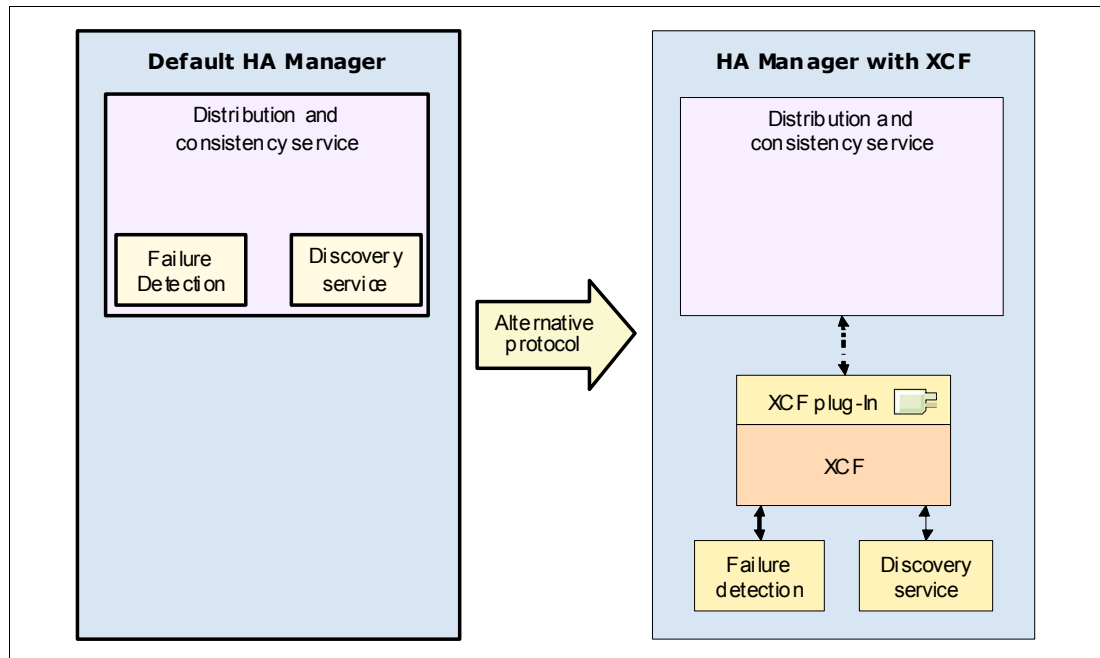 Default HA Manager
Distribution and
consistency service
Failure
Detection
Discovery
service
Alternative
protocol
HA Manager with XCF
Distribution and
consistency service
XCF plug-In
XCF
Failure
detection
Discovery
service